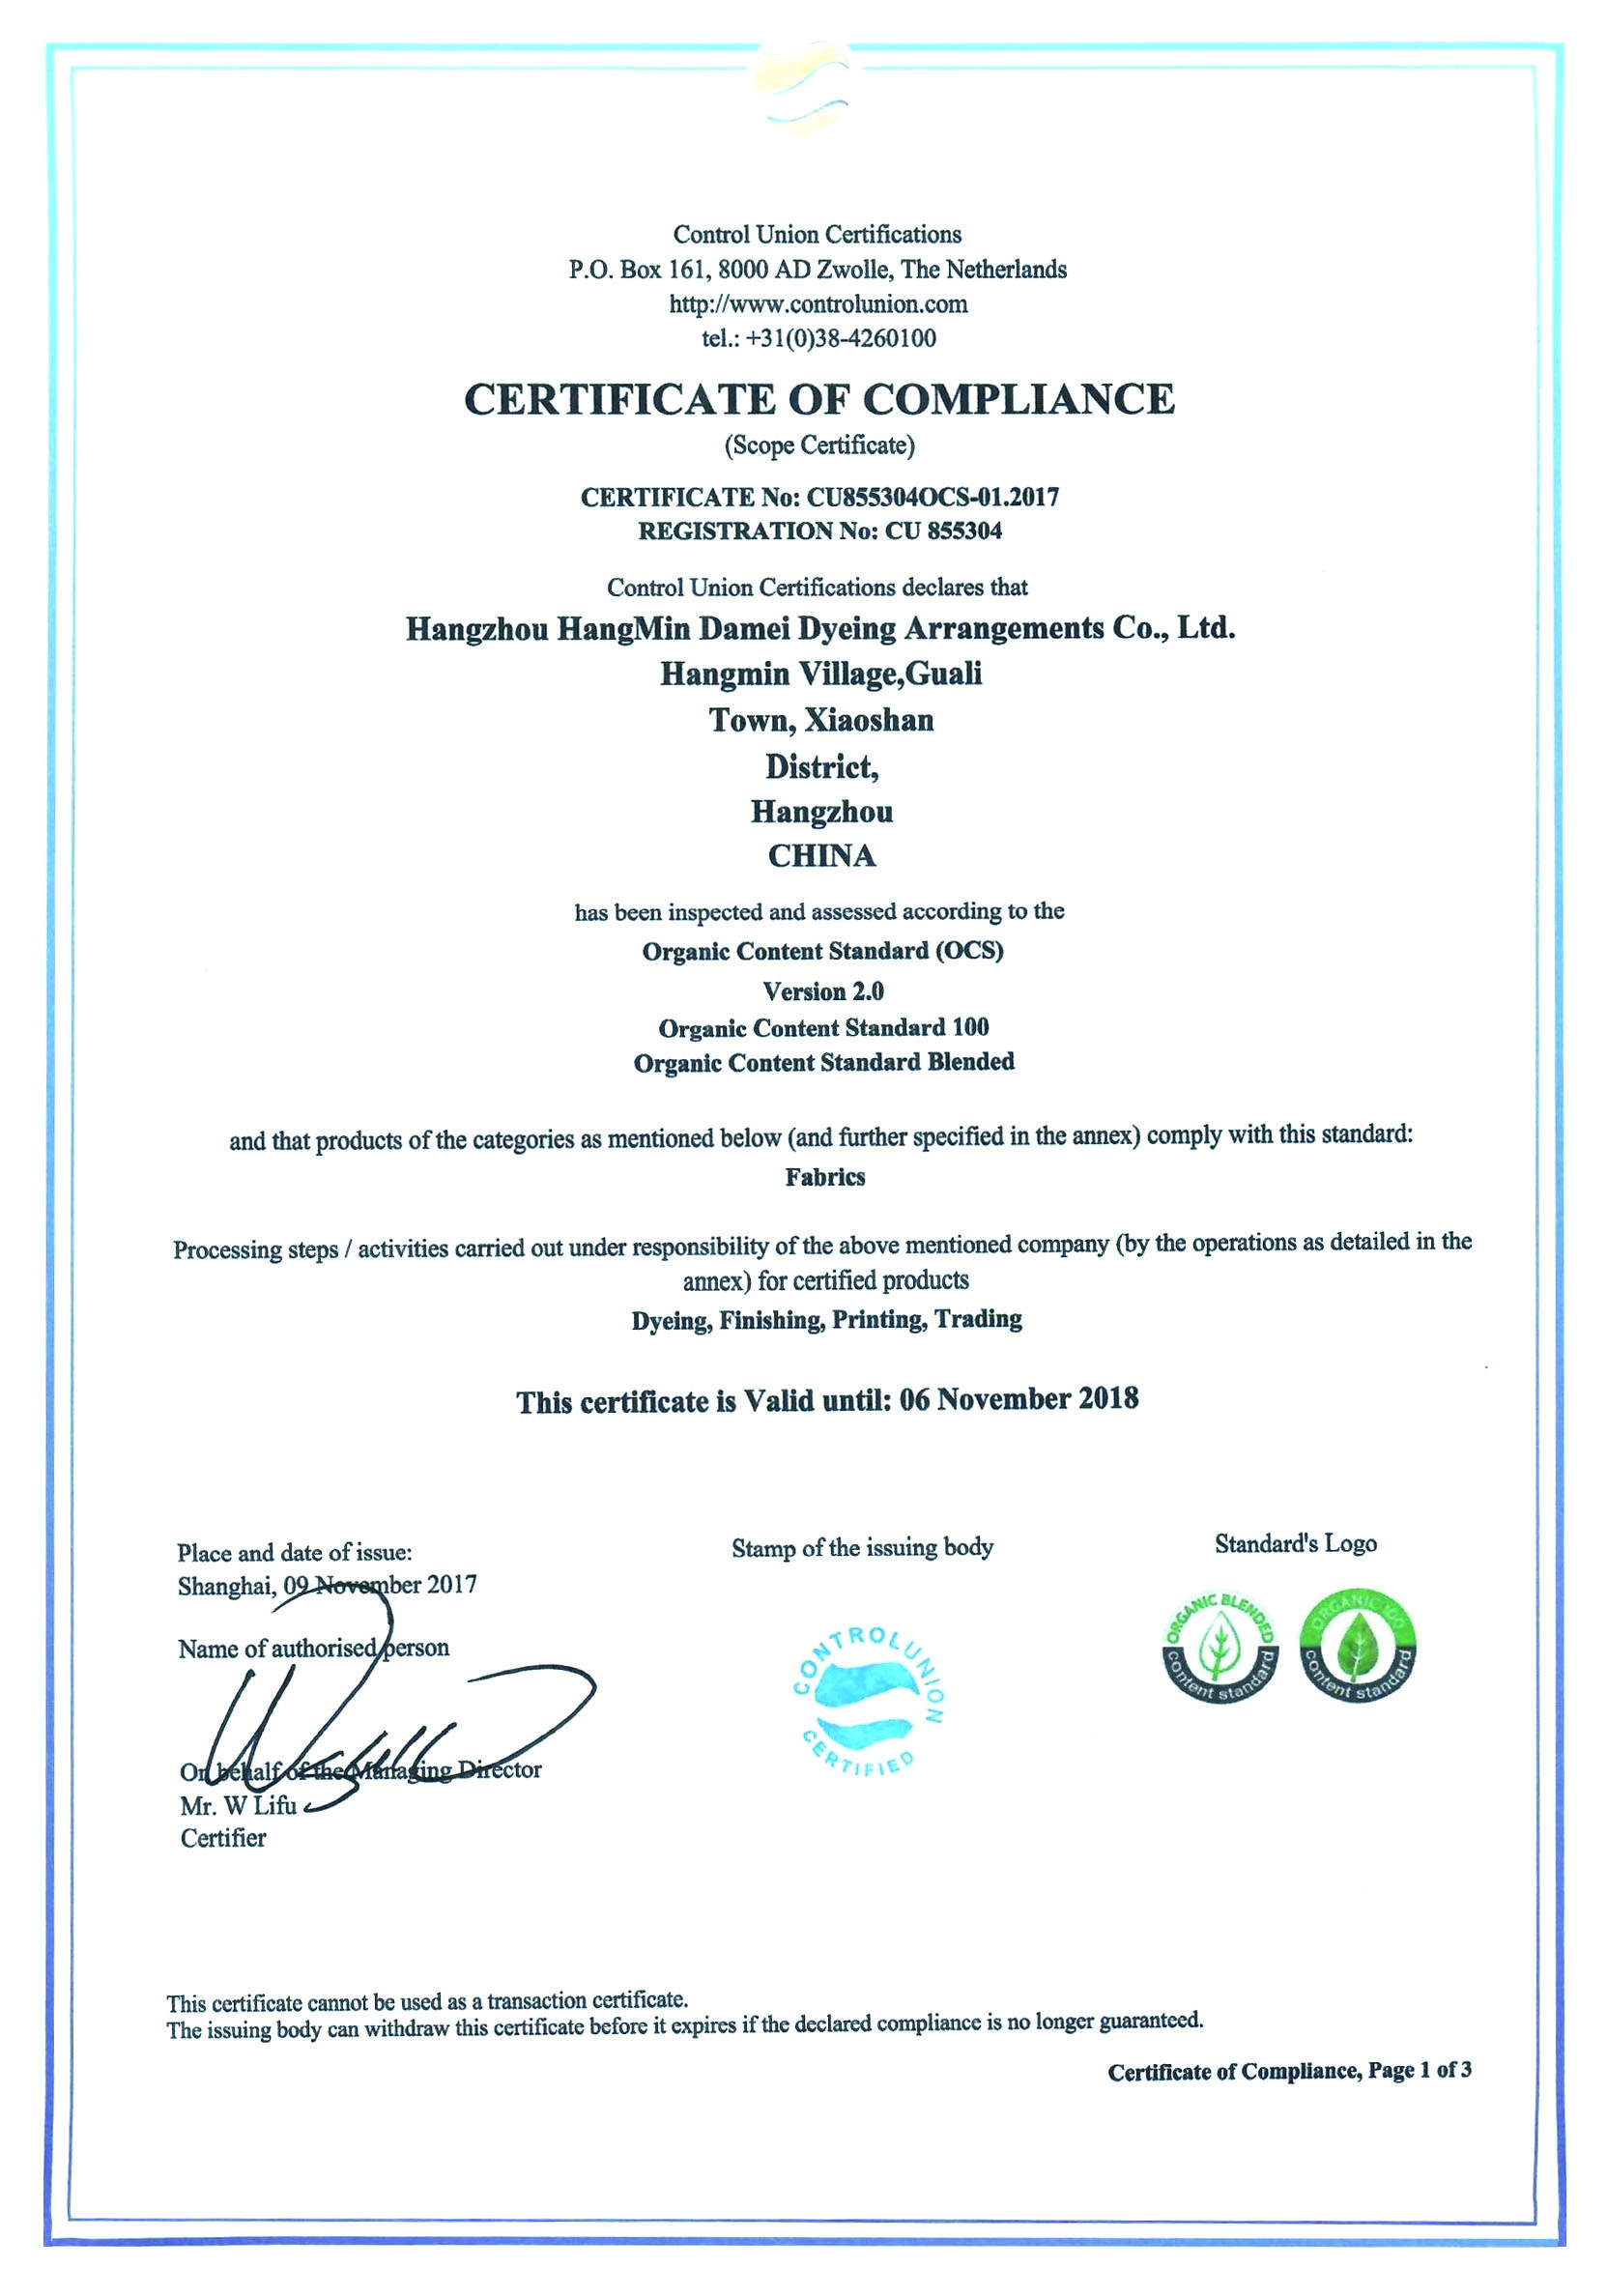 Control Union Certifications
P.O. Box 161, 8000 AD Zwolle, The Netherlands
http://www.controlunion.com
tel.: +31(0)38-4260100
CERTIFICATE OF COMPLIANCE
(Scope Certificate)
CERTIFICATE No: CU855304OCS-01.2017
REGISTRATION No: CU 855304
Control Union Certifications declares that
Hangzhou HangMin Damei Dyeing Arrangements Co., Ltd.
Hangmin Village,Guali
Town, Xiaoshan
District,
Hangzhou
CHINA
has been inspected and assessed according to the
Organic Content Standard (OCS)
Version 2.0
Organic Content Standard 100
Organic Content Standard Blended
and that products of the categories as mentioned below (and further specified in the annex) comply with this standard:
Fabrics
Processing steps / activities carried out under responsibility of the above mentioned company (by the operations as detailed in the
annex) for certified products
Dyeing, Finishing, Printing, Trading
This certificate is Valid until: 06 November 2018
Place and date of issue:
Shanghai, 09 November 2017
Name of authorised person
On behalf of the Managing Director
Mr. W Lifu
Certifier
Stamp of the issuing body
CONTROLUNION
CERTIFIED
Standard's Logo
ORGANIC BLENDED
content standard
ORGANIC 100
content standard
This certificate cannot be used as a transaction certificate.
The issuing body can withdraw this certificate before it expires if the declared compliance is no longer guaranteed.
Certificate of Compliance, Page 1 of 3